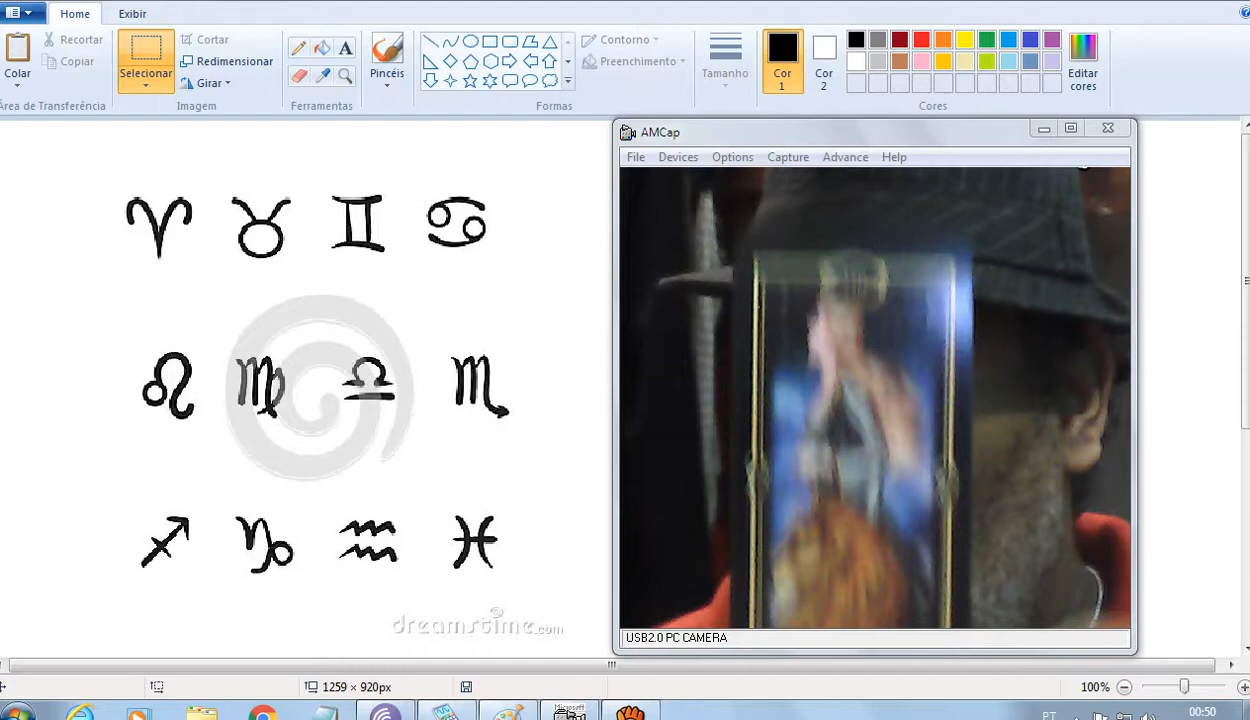 Home Exibir
Colar
Recortar
Copiar
Área de Transferência
Selecionar
Cortar
Redimensionar
Girar
Imagem
A
Ferramentas
Pincéis
Contorno
Preenchimento
Formas
Tamanho
Cor
1
Cor
2
Editar
cores
Cores
AMCap
File Devices Options Capture Advance Help
♈ ♉ ♊ ♋
♌ ♍ ♎ ♏
♐ ♑ ♒ ♓
dreamstime.com
USB2.0 PC CAMERA
1259 × 920px
100%
Microsoft
PT
00:50